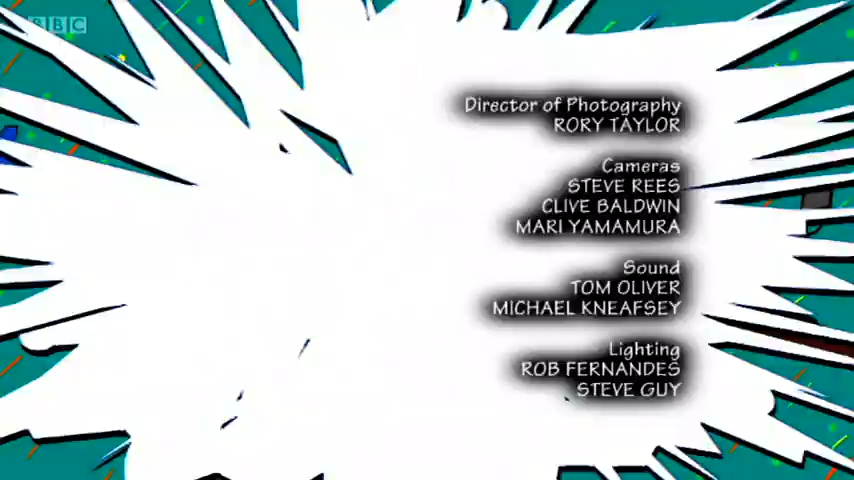 BBC
Director of Photography
RORY TAYLOR
Cameras
STEVE REES
CLIVE BALDWIN
MARI YAMAMURA
Sound
TOM OLIVER
MICHAEL KNEAFSEY
Lighting
ROB FERNANDES
STEVE GUY